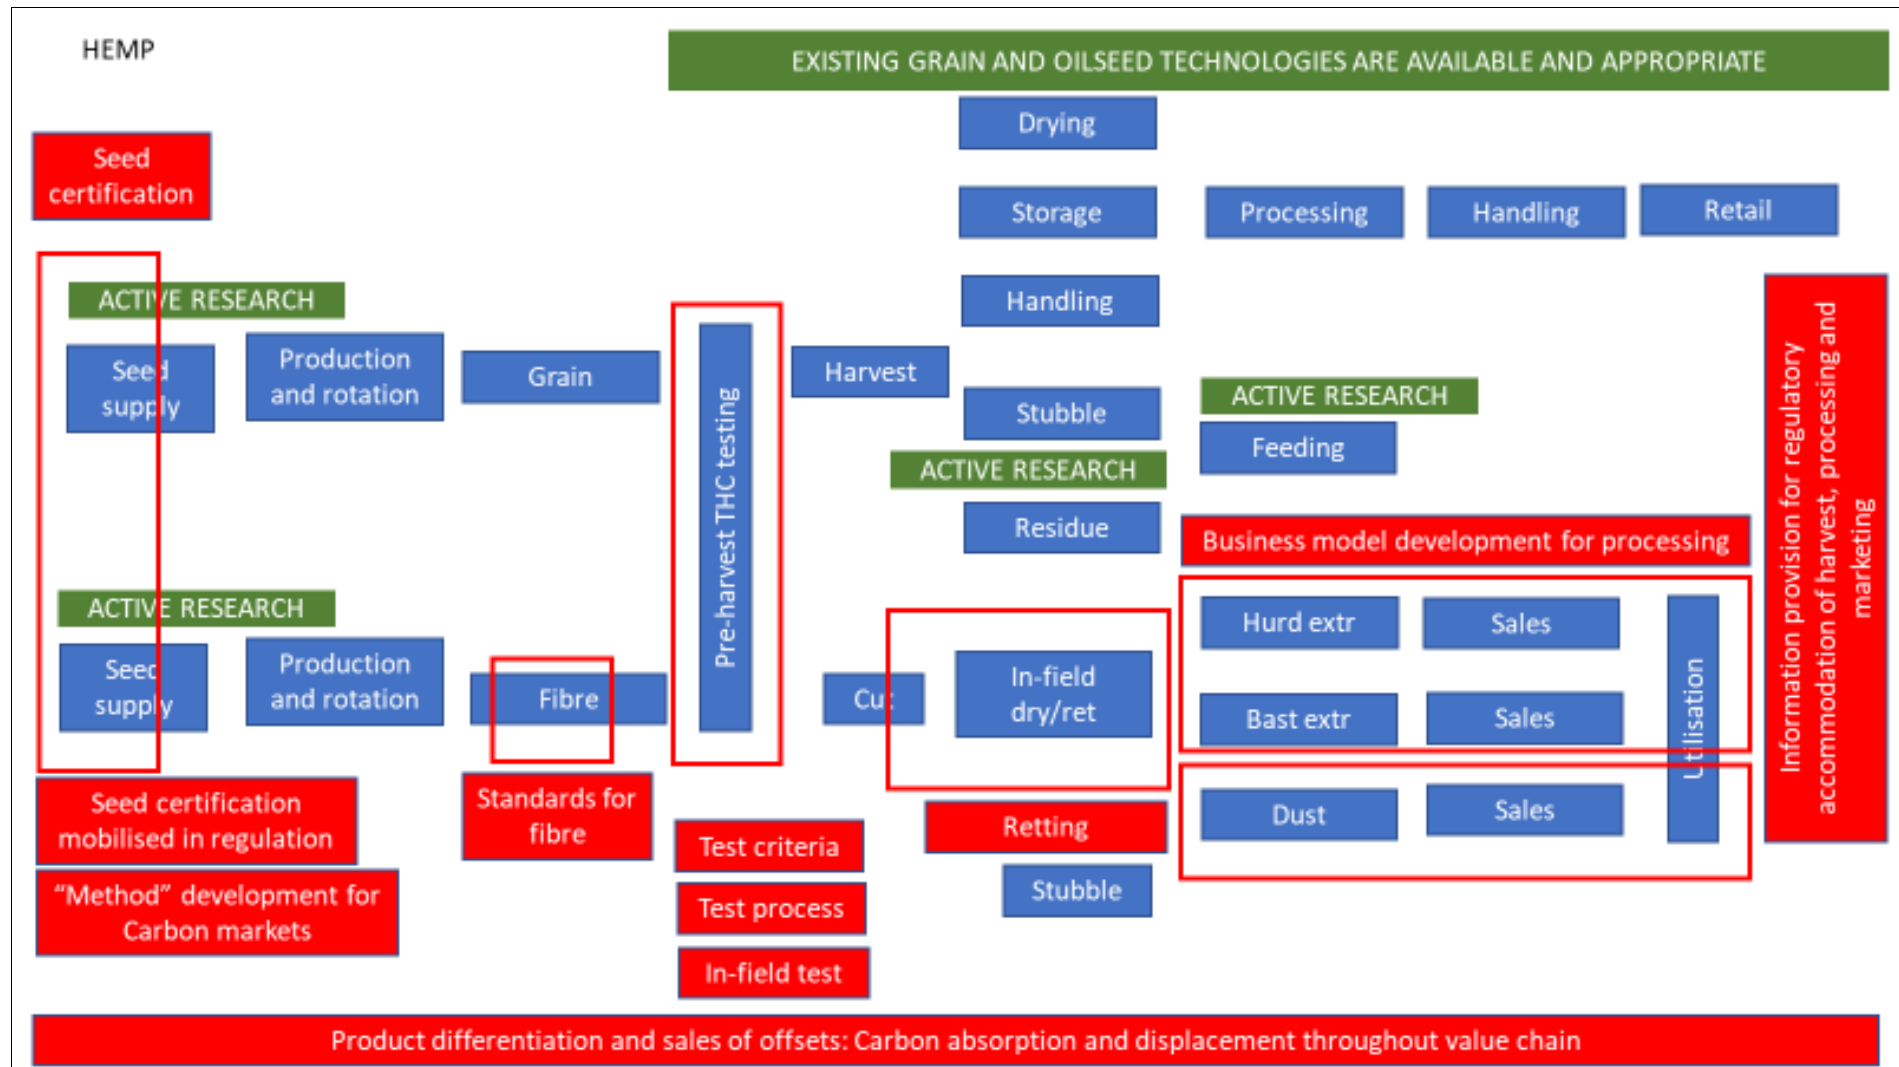 HEMP
EXISTING GRAIN AND OILSEED TECHNOLOGIES ARE AVAILABLE AND APPROPRIATE
Drying
Seed
certification
Storage
Processing
Handling
Retail
ACTIVE RESEARCH
Handling
Seed
supply
Production
and rotation
Grain
Pre-harvest THC testing
Harvest
Stubble
ACTIVE RESEARCH
Feeding
ACTIVE RESEARCH
Residue
Business model development for processing
Information provision for regulatory
accommodation of harvest, processing and
marketing
ACTIVE RESEARCH
Seed
supply
Production
and rotation
Fibre
Cut
In-field
dry/ret
Hurd extr
Sales
Bast extr
Sales
Utilisation
Dust
Sales
Seed certification
mobilised in regulation
Standards for
fibre
Test criteria
Retting
“Method” development for
Carbon markets
Test process
Stubble
In-field test
Product differentiation and sales of offsets: Carbon absorption and displacement throughout value chain